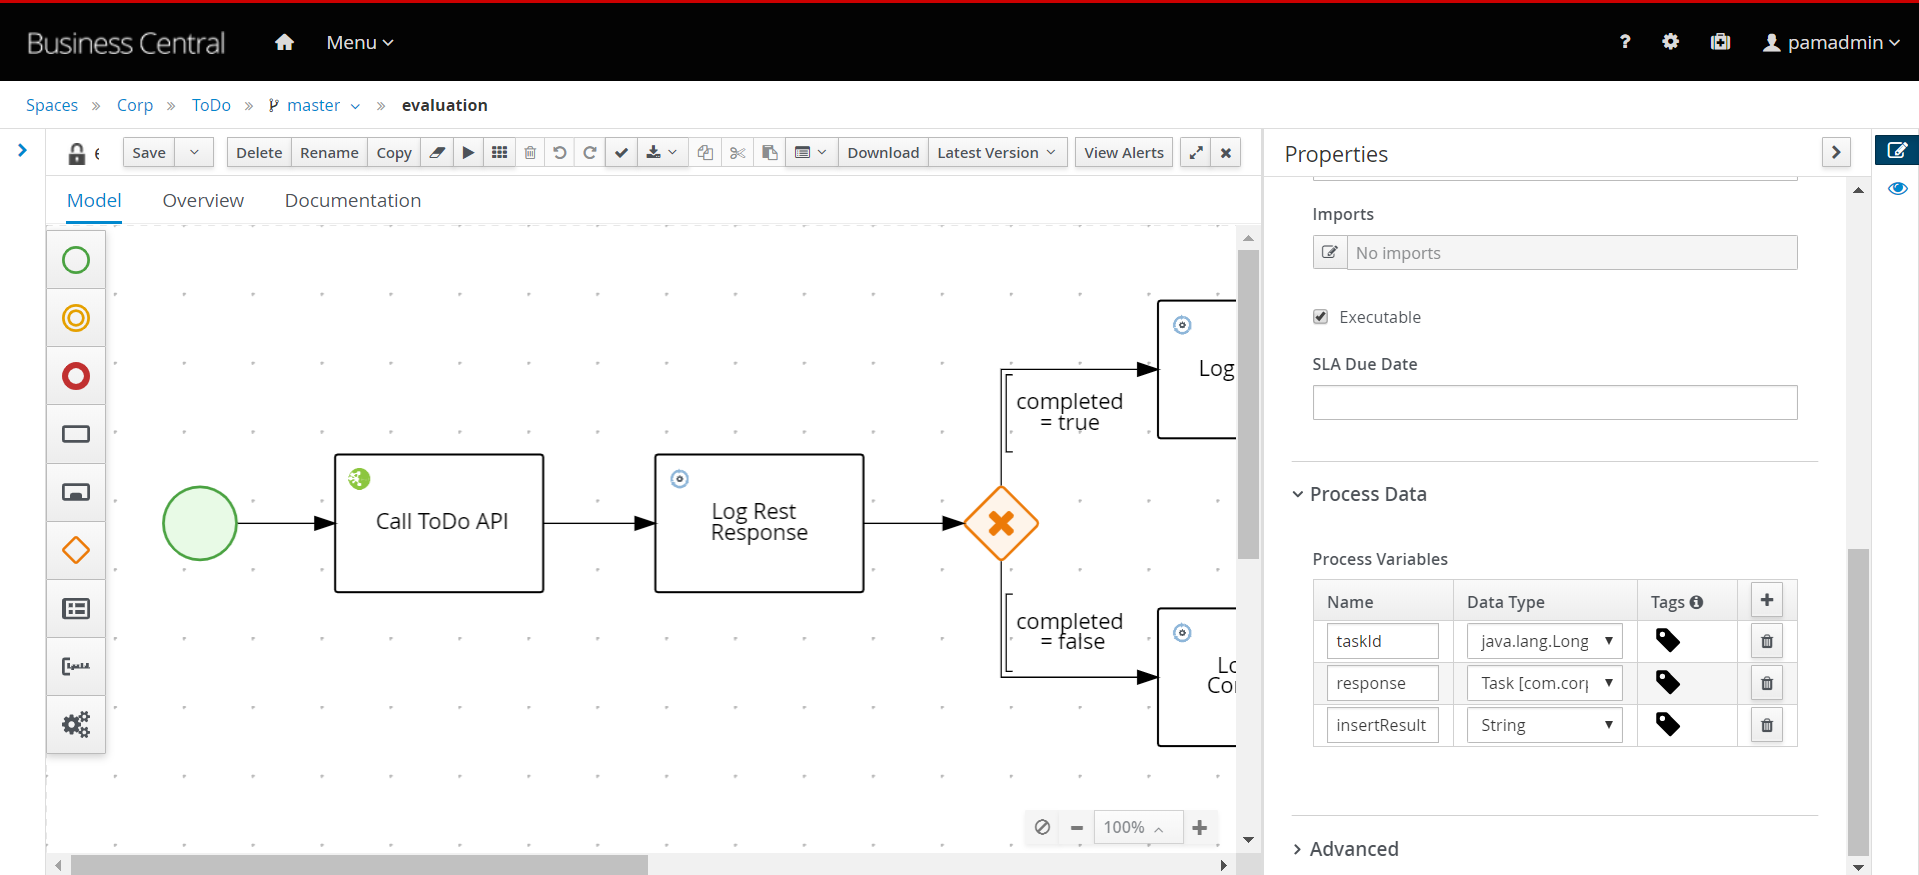 Business Central Menu ? pamadmin
Spaces » Corp » ToDo » master » evaluation
Save Delete Rename Copy Download Latest Version View Alerts
Properties
Model Overview Documentation
Imports
No imports
Executable
SLA Due Date
Process Data
Process Variables
Name Data Type Tags
taskId java.lang.Long
response Task [com.corp
insertResult String
Advanced
Call ToDo API
Log Rest
Response
completed
= true
completed
= false
Log
Lo
Cor
100%